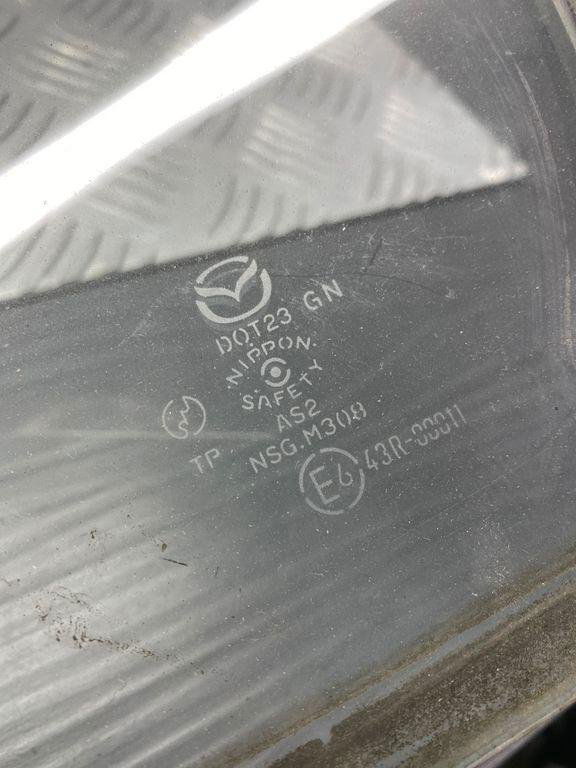 DOT23 GN
NIPPON
SAFETY
AS2
TP NSG.M308
E6 43R-00011